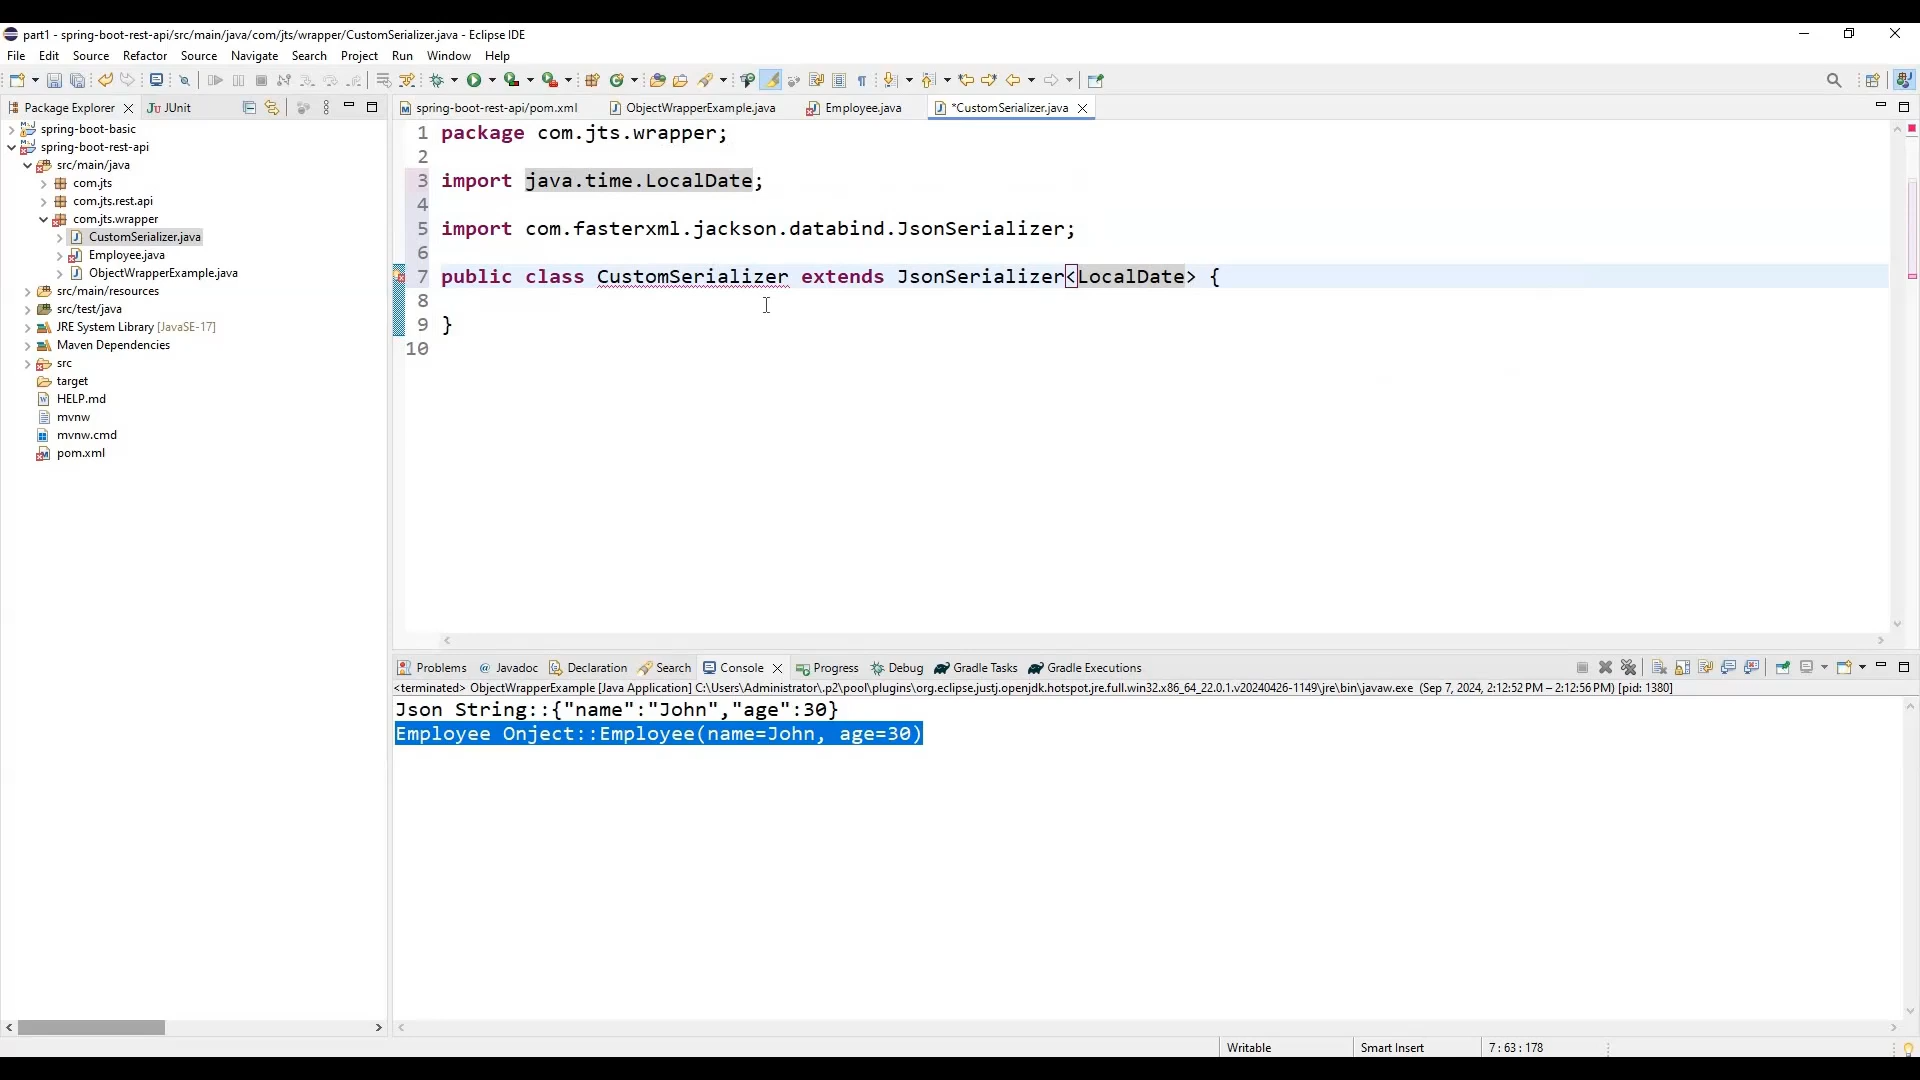 part1 - spring-boot-rest-api/src/main/java/com/jts/wrapper/CustomSerializer.java - Eclipse IDE
File Edit Source Refactor Source Navigate Search Project Run Window Help
Package Explorer JUnit
spring-boot-rest-api/pom.xml ObjectWrapperExample.java Employee.java *CustomSerializer.java
spring-boot-basic
spring-boot-rest-api
src/main/java
com.jts
com.jts.rest.api
com.jts.wrapper
CustomSerializer.java
Employee.java
ObjectWrapperExample.java
src/main/resources
src/test/java
JRE System Library [JavaSE-17]
Maven Dependencies
src
target
HELP.md
mvnw
mvnw.cmd
pom.xml
1 package com.jts.wrapper;
2
3 import java.time.LocalDate;
4
5 import com.fasterxml.jackson.databind.JsonSerializer;
6
7 public class CustomSerializer extends JsonSerializer<LocalDate> {
8
9 }
10
Problems Javadoc Declaration Search Console Progress Debug Gradle Tasks Gradle Executions
<terminated> ObjectWrapperExample [Java Application] C:\Users\Administrator\.p2\pool\plugins\org.eclipse.justj.openjdk.hotspot.jre.full.win32.x86_64_22.0.1.v20240426-1149\jre\bin\javaw.exe (Sep 7, 2024, 2:12:52 PM – 2:12:56 PM) [pid: 1380]
Json String::{"name":"John","age":30}
Employee Onject::Employee(name=John, age=30)
Writable Smart Insert 7 : 63 : 178